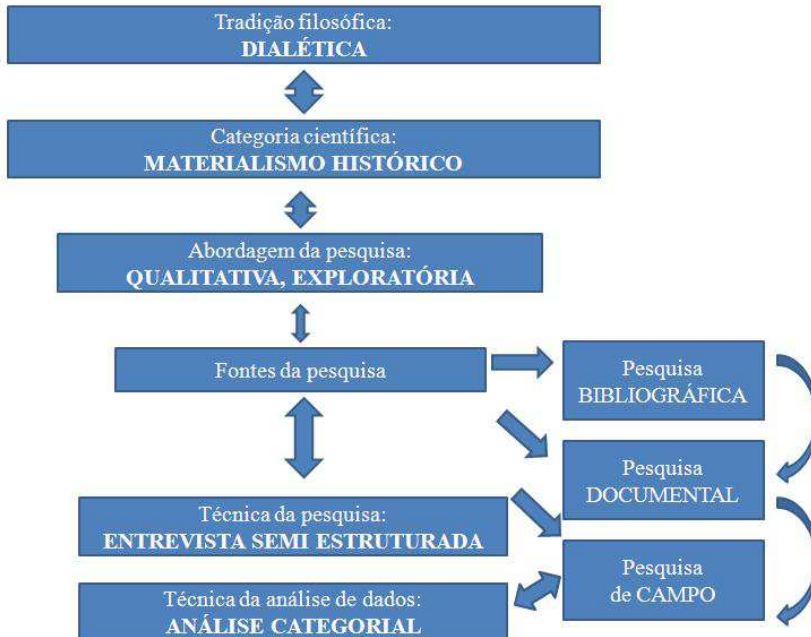 Tradição filosófica:
DIALÉTICA
Categoria científica:
MATERIALISMO HISTÓRICO
Abordagem da pesquisa:
QUALITATIVA, EXPLORATÓRIA
Fontes da pesquisa
Pesquisa
BIBLIOGRÁFICA
Pesquisa
DOCUMENTAL
Técnica da pesquisa:
ENTREVISTA SEMI ESTRUTURADA
Pesquisa
de CAMPO
Técnica da análise de dados:
ANÁLISE CATEGORIAL